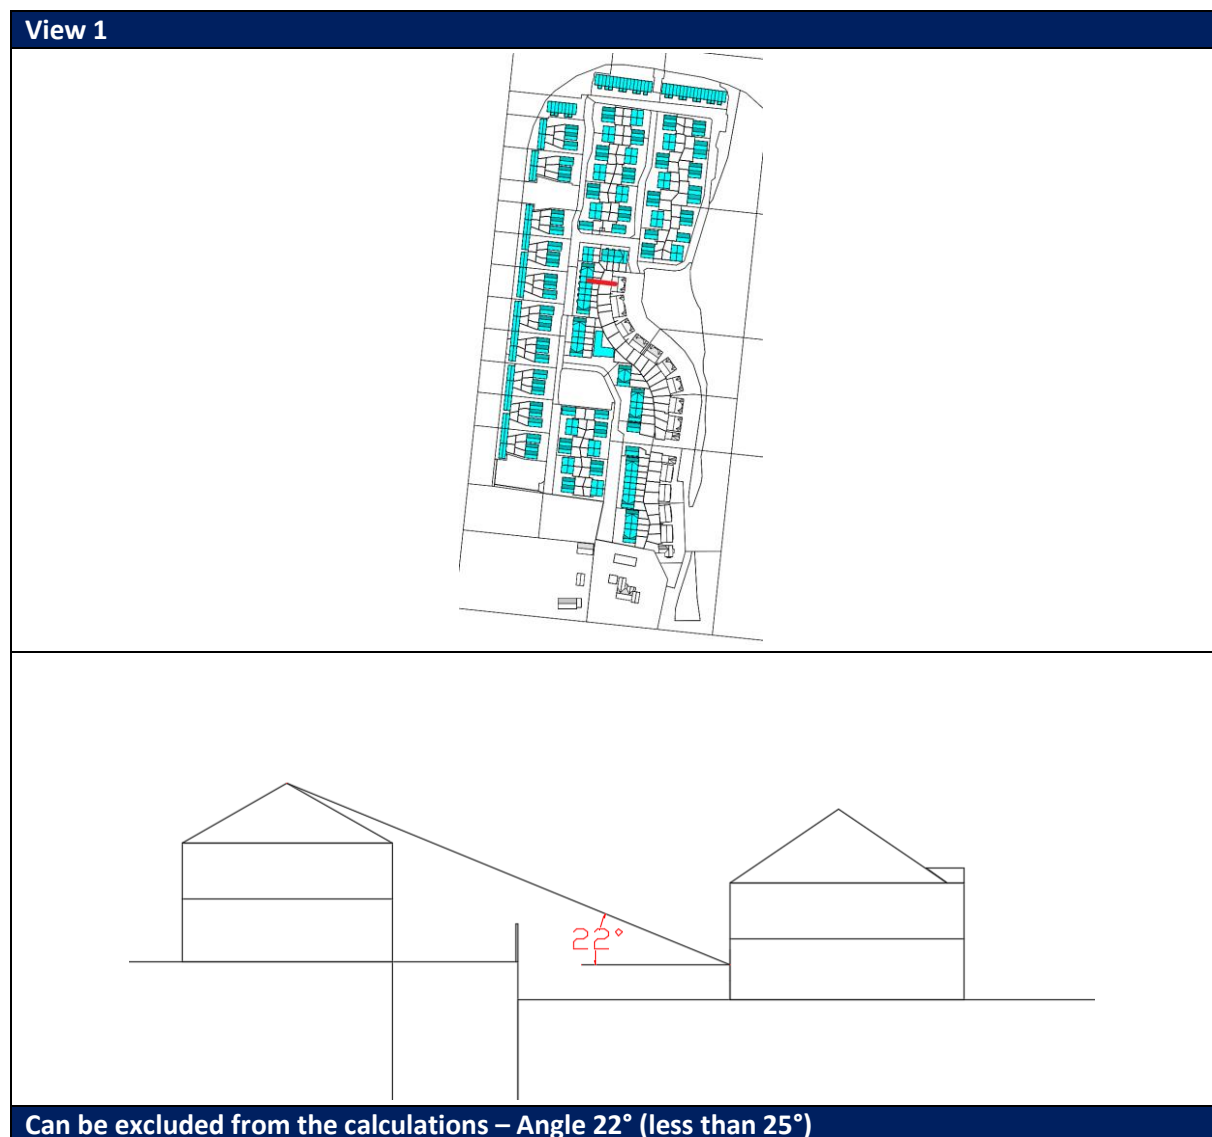 View 1
22°
Can be excluded from the calculations – Angle 22° (less than 25°)